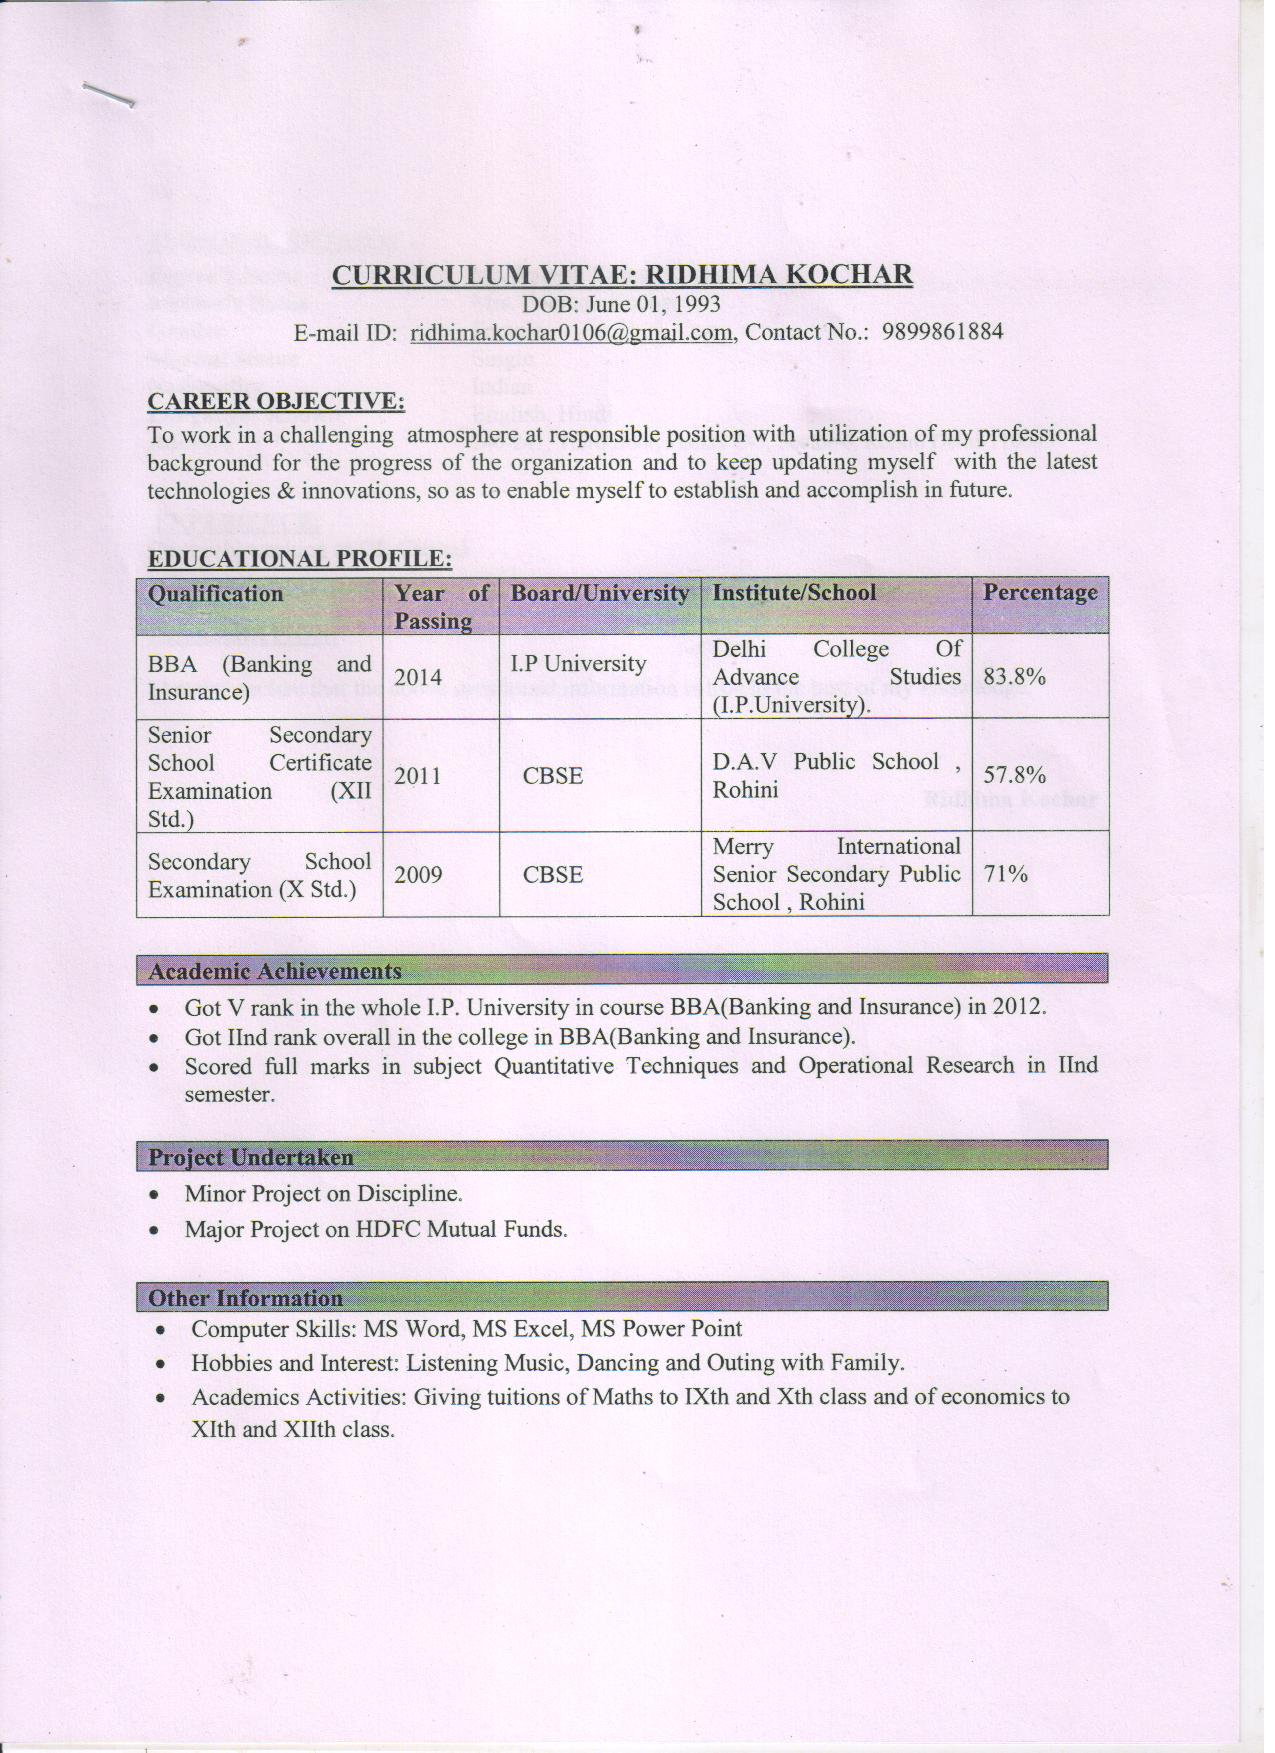 CURRICULUM VITAE: RIDHIMA KOCHAR
DOB: June 01, 1993
E-mail ID: ridhima.kochar0106@gmail.com, Contact No.: 9899861884
CAREER OBJECTIVE:
To work in a challenging atmosphere at responsible position with utilization of my professional
background for the progress of the organization and to keep updating myself with the latest
technologies & innovations, so as to enable myself to establish and accomplish in future.
EDUCATIONAL PROFILE:
Qualification Year of Passing Board/University Institute/School Percentage
BBA (Banking and Insurance) 2014 I.P University Delhi College Of Advance Studies (I.P.University). 83.8%
Senior Secondary School Certificate Examination (XII Std.) 2011 CBSE D.A.V Public School , Rohini 57.8%
Secondary School Examination (X Std.) 2009 CBSE Merry International Senior Secondary Public School , Rohini 71%
Academic Achievements
• Got V rank in the whole I.P. University in course BBA(Banking and Insurance) in 2012.
• Got IInd rank overall in the college in BBA(Banking and Insurance).
• Scored full marks in subject Quantitative Techniques and Operational Research in IInd
semester.
Project Undertaken
• Minor Project on Discipline.
• Major Project on HDFC Mutual Funds.
Other Information
• Computer Skills: MS Word, MS Excel, MS Power Point
• Hobbies and Interest: Listening Music, Dancing and Outing with Family.
• Academics Activities: Giving tuitions of Maths to IXth and Xth class and of economics to
XIth and XIIth class.